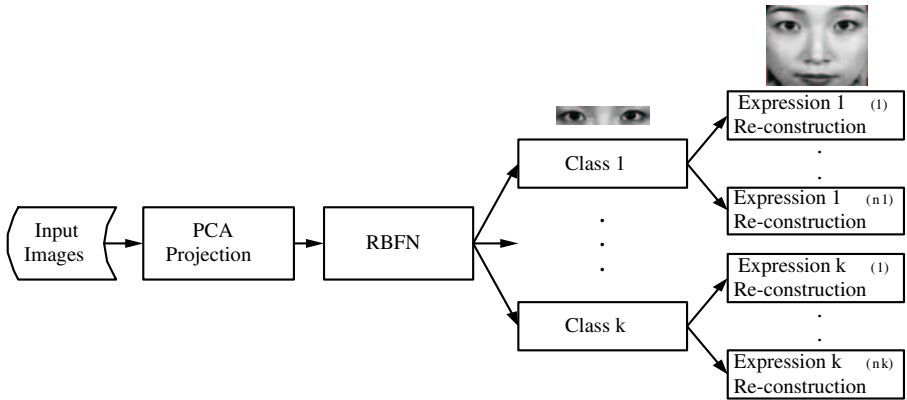 Input
Images
PCA
Projection
RBFN
Class 1
Class k
Expression 1 (1)
Re-construction
Expression 1 (n1)
Re-construction
Expression k (1)
Re-construction
Expression k (nk)
Re-construction